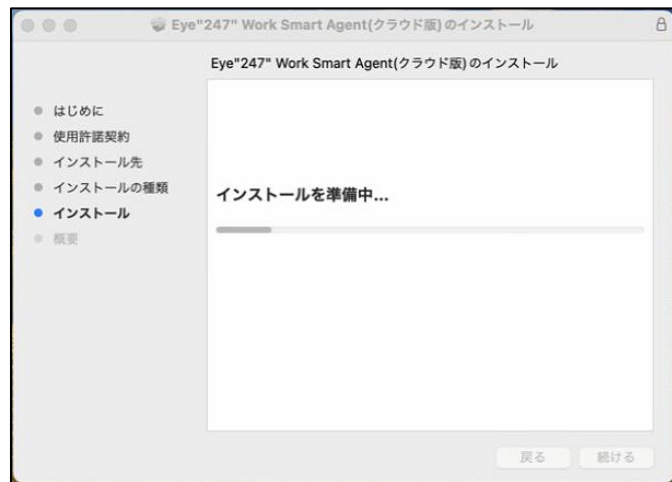 Eye"247" Work Smart Agent(クラウド版)のインストール
Eye"247" Work Smart Agent(クラウド版)のインストール
はじめに
使用許諾契約
インストール先
インストールの種類
インストール
概要
インストールを準備中...
戻る
続ける